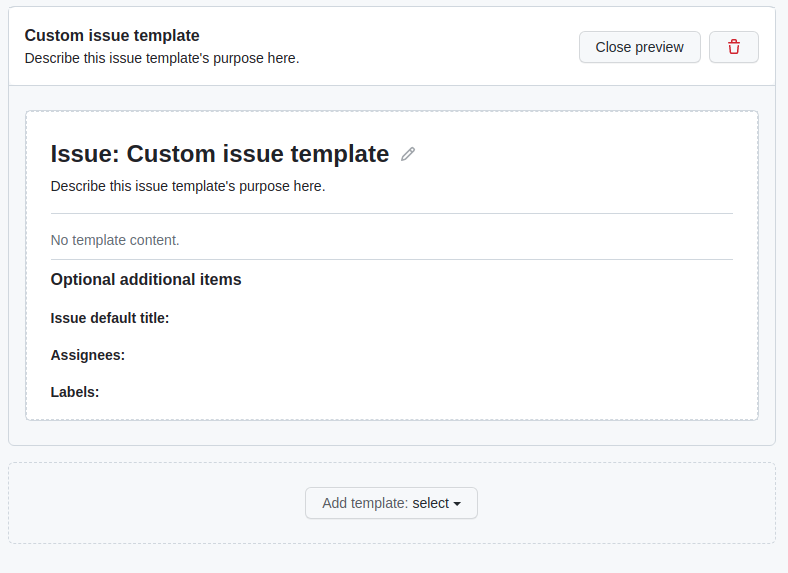 Custom issue template
Describe this issue template's purpose here.
Close preview
Issue: Custom issue template
Describe this issue template's purpose here.
No template content.
Optional additional items
Issue default title:
Assignees:
Labels:
Add template: select